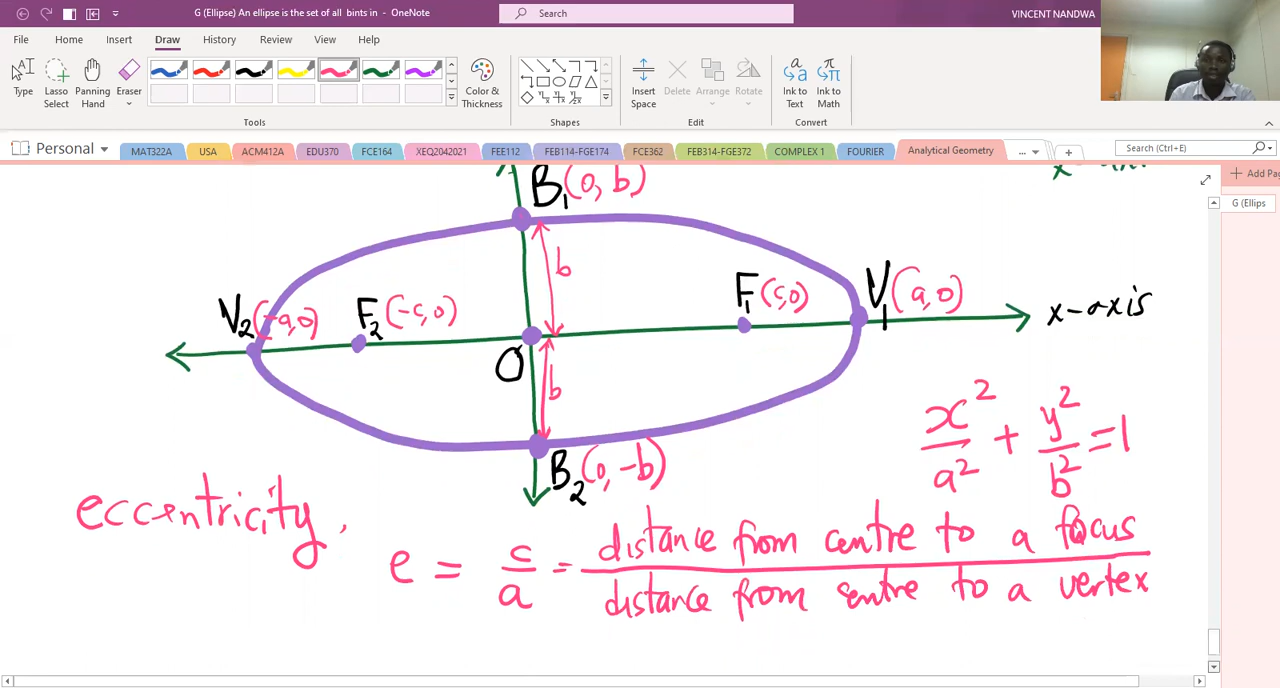 G (Ellipse) An ellipse is the set of all bints in - OneNote
Search
VINCENT NANDWA
File Home Insert Draw History Review View Help
Type
Lasso Select
Panning Hand
Eraser
Color & Thickness
Insert Space
Delete
Arrange
Rotate
Ink to Text
Ink to Math
Tools
Shapes
Edit
Convert
Personal
MAT322A USA ACM412A EDU370 FCE164 XEQ2042021 FEE112 FEB114-FGE174 FCE362 FEB314-FGE372 COMPLEX 1 FOURIER Analytical Geometry ... +
Search (Ctrl+E)
+ Add Pag
G (Ellips
B1(0, b)
b
V2(-a,0)
F2(-c,0)
F1(c,0)
V1(a,0)
x-axis
O
b
B2(0,-b)
x²/a² + y²/b² = 1
eccentricity,
e = c/a = distance from centre to a focus
distance from sentre to a vertex